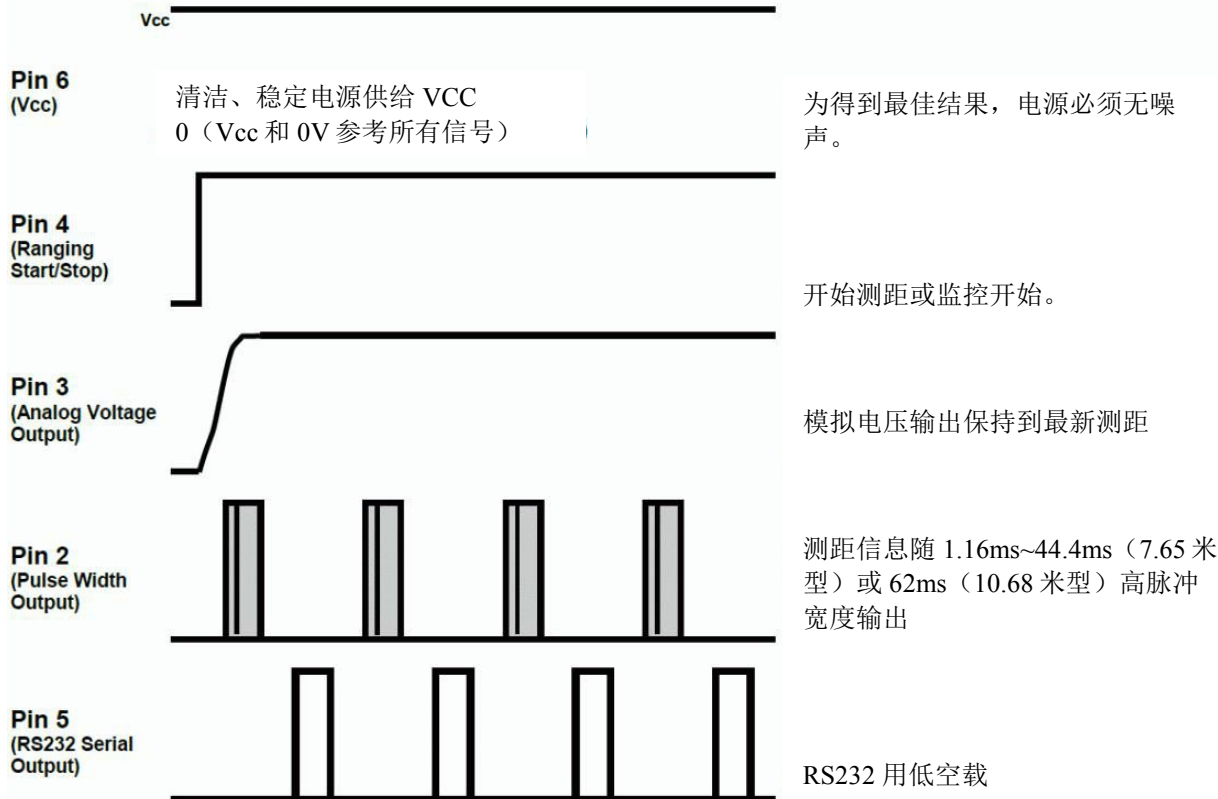 Vcc
Pin 6
(Vcc)
清洁、稳定电源供给 VCC
0（Vcc 和 0V 参考所有信号）
为得到最佳结果，电源必须无噪
声。
Pin 4
(Ranging
Start/Stop)
开始测距或监控开始。
Pin 3
(Analog Voltage
Output)
模拟电压输出保持到最新测距
Pin 2
(Pulse Width
Output)
测距信息随 1.16ms~44.4ms（7.65 米
型）或 62ms（10.68 米型）高脉冲
宽度输出
Pin 5
(RS232 Serial
Output)
RS232 用低空载